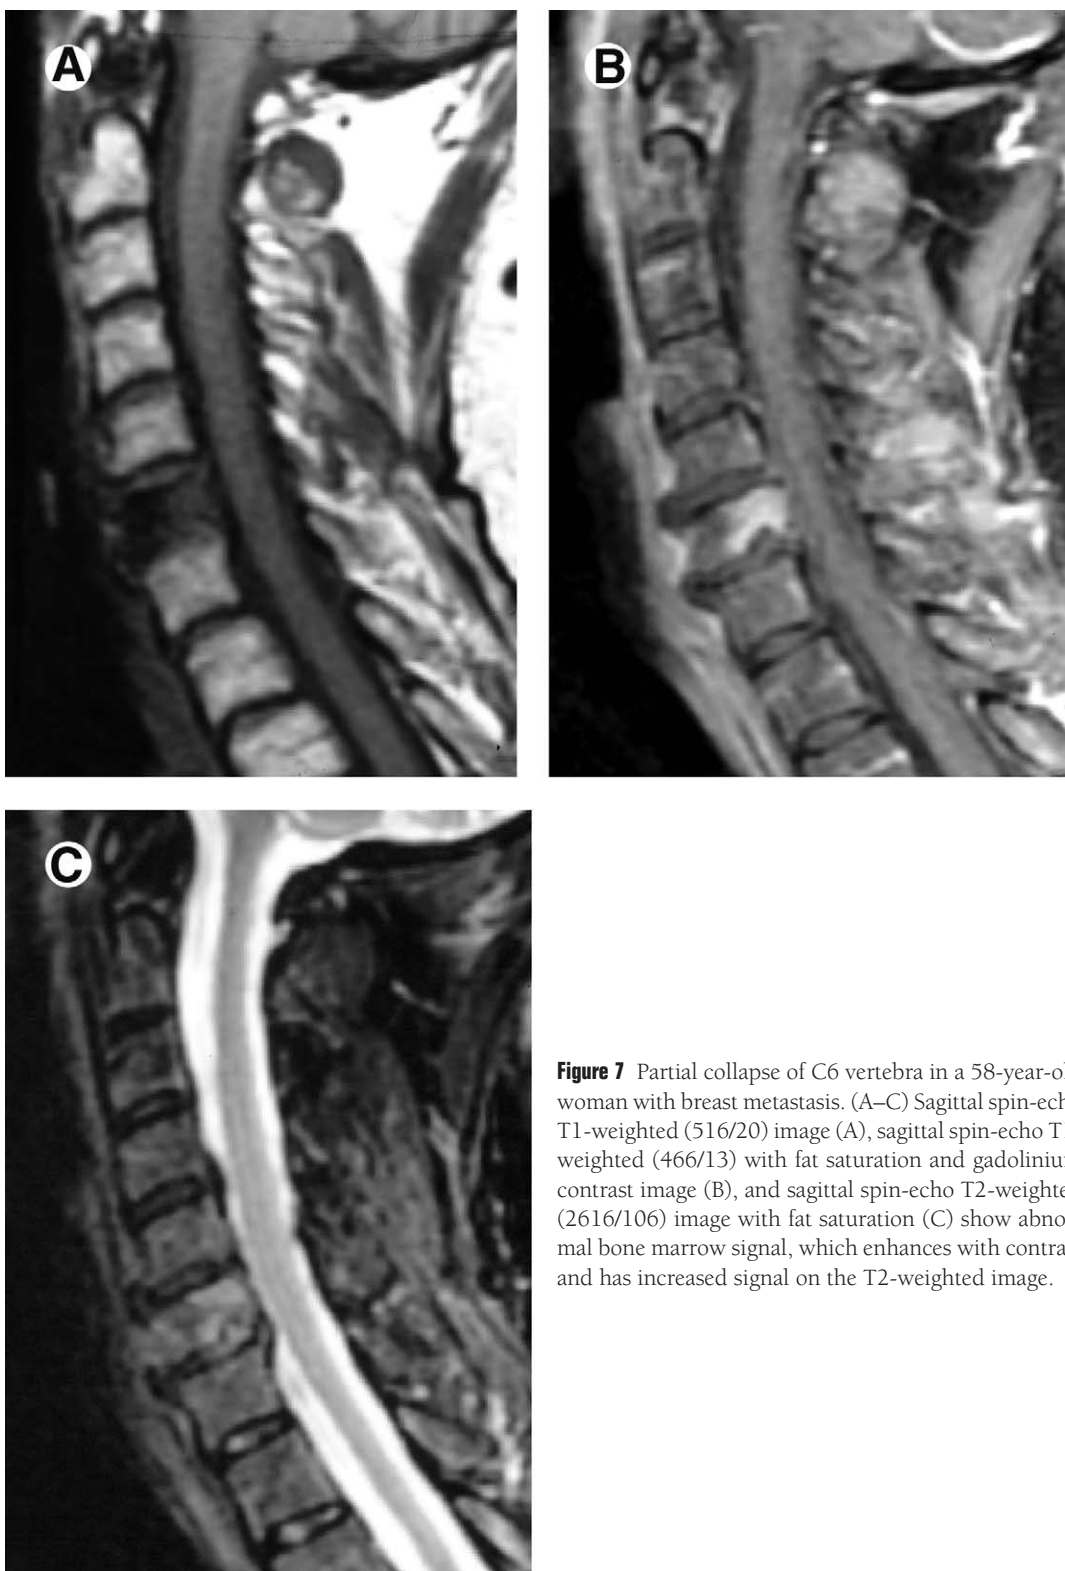 A
B
C
Figure 7 Partial collapse of C6 vertebra in a 58-year-ol
woman with breast metastasis. (A–C) Sagittal spin-ech
T1-weighted (516/20) image (A), sagittal spin-echo T1
weighted (466/13) with fat saturation and gadoliniu
contrast image (B), and sagittal spin-echo T2-weighte
(2616/106) image with fat saturation (C) show abno
mal bone marrow signal, which enhances with contra
and has increased signal on the T2-weighted image.